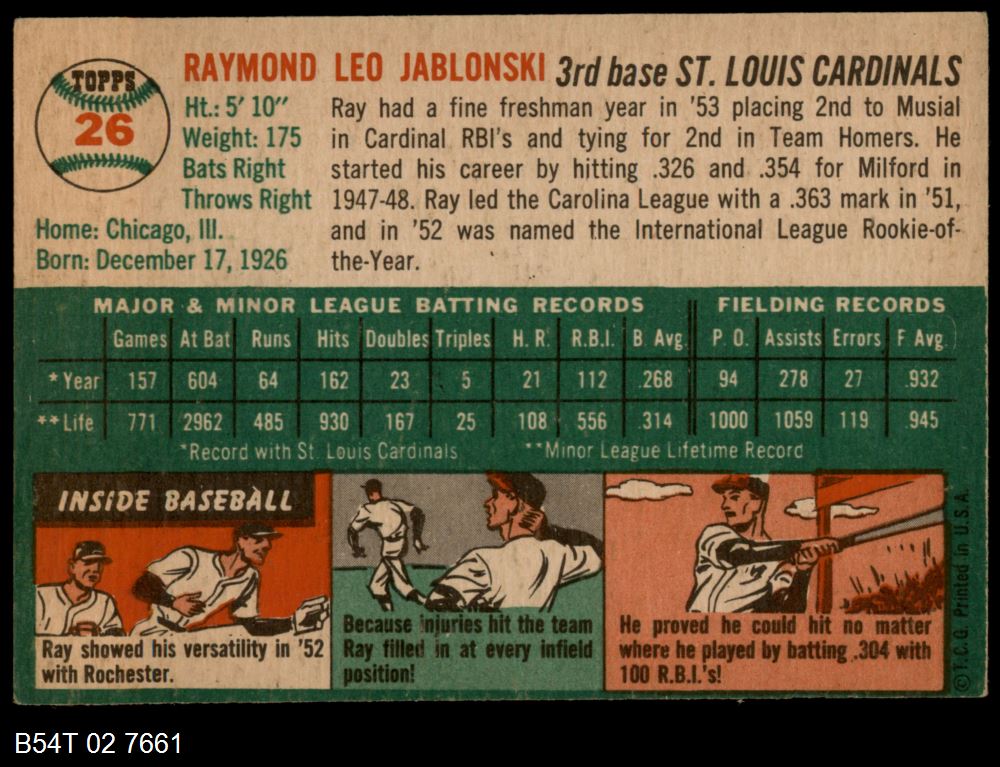 TOPPS
26
RAYMOND LEO JABLONSKI 3rd base ST. LOUIS CARDINALS
Ht.: 5' 10"
Weight: 175
Bats Right
Throws Right
Home: Chicago, Ill.
Born: December 17, 1926
Ray had a fine freshman year in '53 placing 2nd to Musial
in Cardinal RBI's and tying for 2nd in Team Homers. He
started his career by hitting .326 and .354 for Milford in
1947-48. Ray led the Carolina League with a .363 mark in '51,
and in '52 was named the International League Rookie-of-
the-Year.
MAJOR & MINOR LEAGUE BATTING RECORDS FIELDING RECORDS
Games At Bat Runs Hits Doubles Triples H. R. R.B.I. B Avg. P. O. Assists Errors F Avg.
* Year 157 604 64 162 23 5 21 112 .268 94 278 27 .932
** Life 771 2962 485 930 167 25 108 556 .314 1000 1059 119 .945
*Record with St. Louis Cardinals **Minor League Lifetime Record
INSIDE BASEBALL
Ray showed his versatility in '52
with Rochester.
Because injuries hit the team
Ray filled in at every infield
position!
He proved he could hit no matter
where he played by batting .304 with
100 R.B.I.'s!
© T.C.G. Printed in U.S.A.
B54T 02 7661